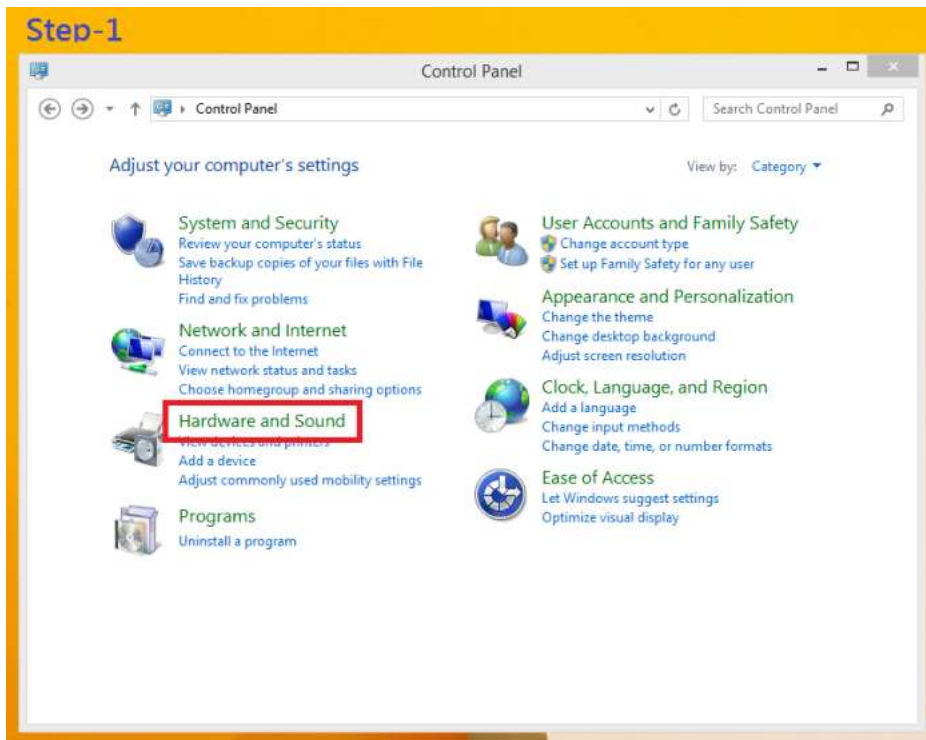 Step-1
Control Panel
Control Panel
Search Control Panel
Adjust your computer's settings
View by: Category
System and Security
Review your computer's status
Save backup copies of your files with File
History
Find and fix problems
Network and Internet
Connect to the Internet
View network status and tasks
Choose homegroup and sharing options
Hardware and Sound
View devices and printers
Add a device
Adjust commonly used mobility settings
Programs
Uninstall a program
User Accounts and Family Safety
Change account type
Set up Family Safety for any user
Appearance and Personalization
Change the theme
Change desktop background
Adjust screen resolution
Clock, Language, and Region
Add a language
Change input methods
Change date, time, or number formats
Ease of Access
Let Windows suggest settings
Optimize visual display